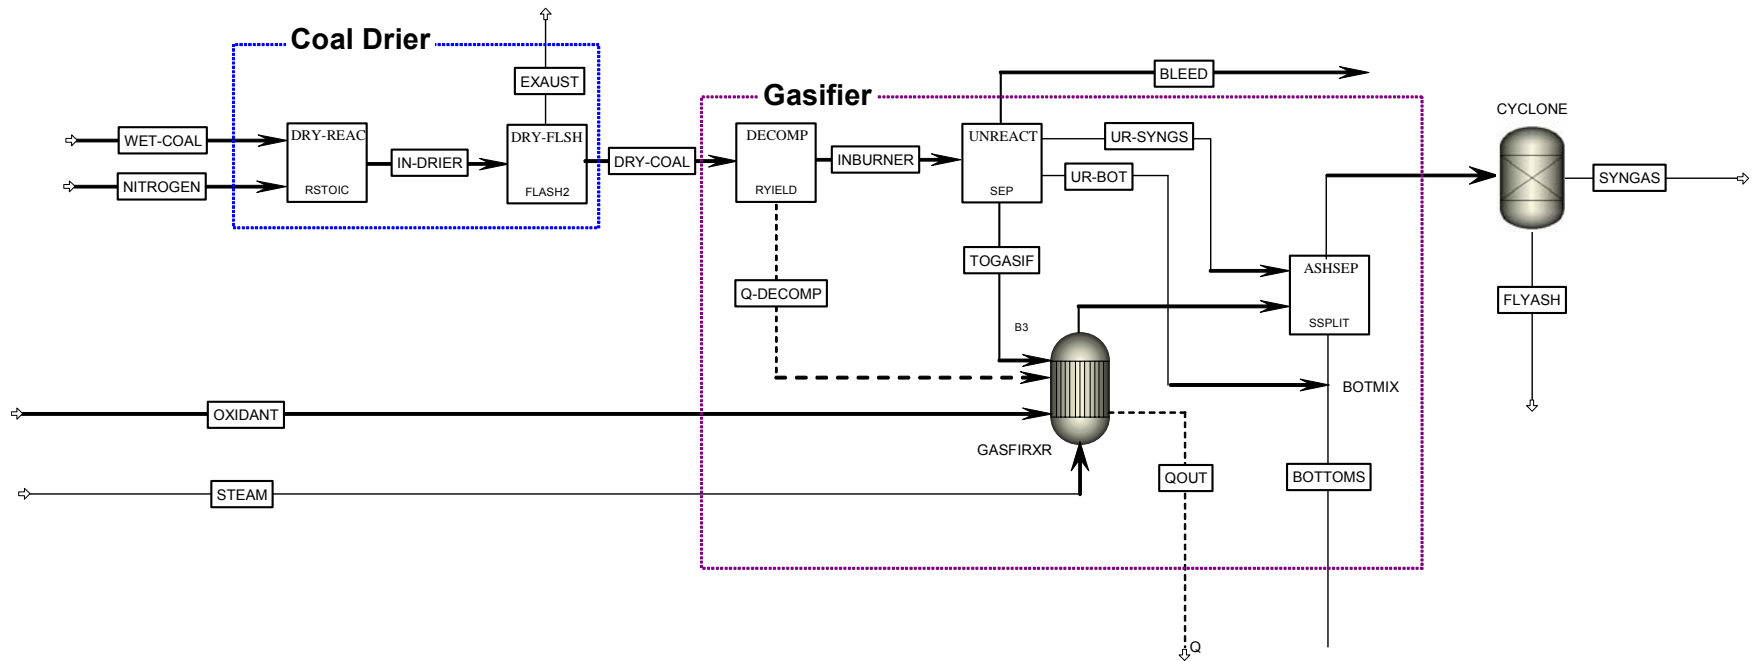 Coal Drier
EXAUST
BLEED
Gasifier
CYCLONE
WET-COAL
DRY-REAC
DRY-FLSH
DECOMP
UNREACT
UR-SYNGS
IN-DRIER
DRY-COAL
INBURNER
UR-BOT
SYNGAS
NITROGEN
RSTOIC
FLASH2
RYIELD
SEP
TOGASIF
ASHSEP
Q-DECOMP
FLYASH
B3
SSPLIT
BOTMIX
OXIDANT
GASFIRXR
QOUT
BOTTOMS
STEAM
Q